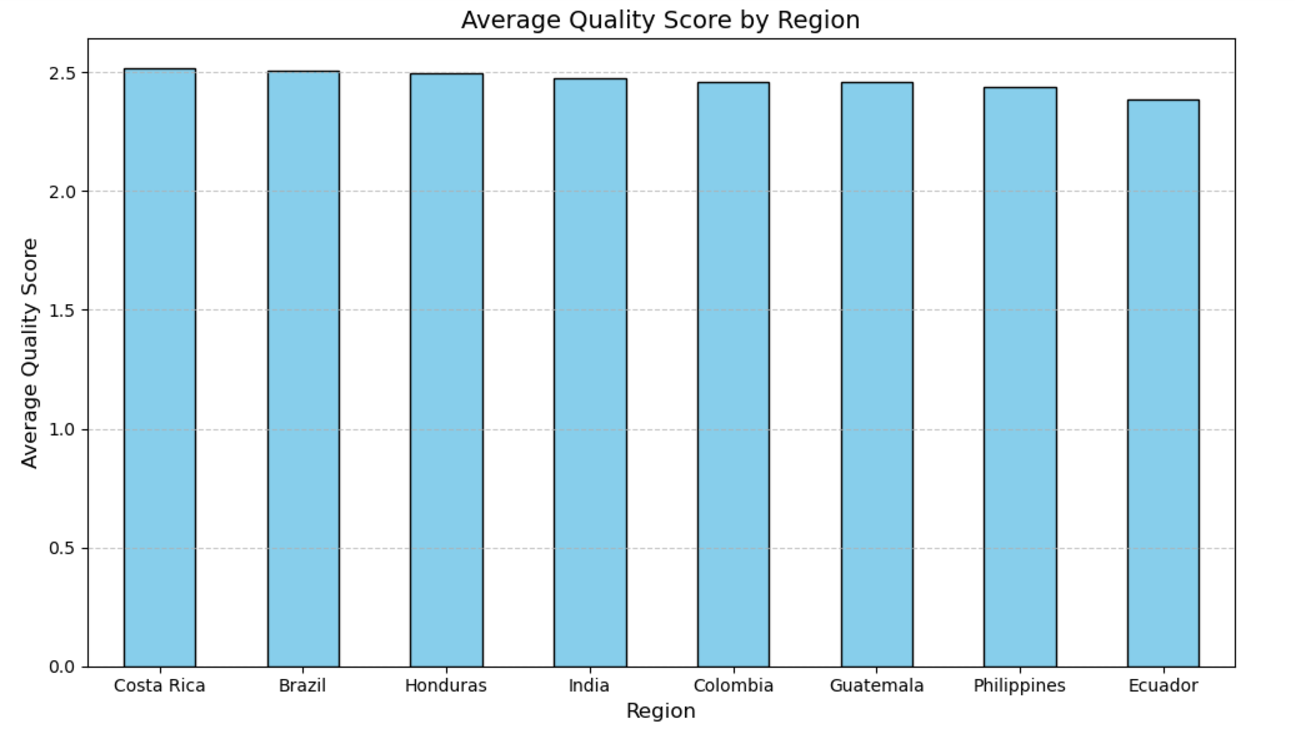 Average Quality Score by Region
Average Quality Score
2.5
2.0
1.5
1.0
0.5
0.0
Costa Rica Brazil Honduras India Colombia Guatemala Philippines Ecuador
Region